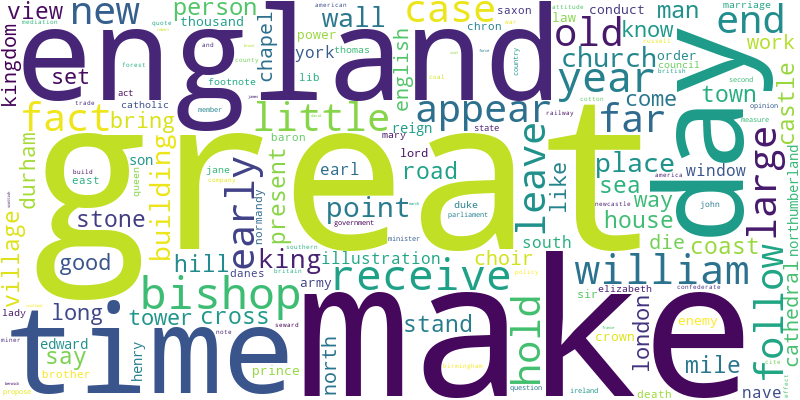 view new person case old end
kingdom england wall year man know
set york chapel english church work
fact bring little appear far come town castle
durham son building reign present road leave like place sea window way day large
village stone early earl point house
good hill king illustration choir south die coast northumberland
great
long tower cross bishop receive william follow cathedral
edward say time army stand hold sir london crown mile
brother henry prince north make death enemy nave
saxon power thomas thousand footnote lib chron quote
conduct law order council british marriage attitude
catholic act member county country american mediation forest
trade east queen jane company baron mary lord state
normandy danes duke government parliament minister
southern britain elizabeth confederate newcastle america railway cotton
measure opinion second john russell
lady miner propose note seward birmingham question ireland policy
build effect